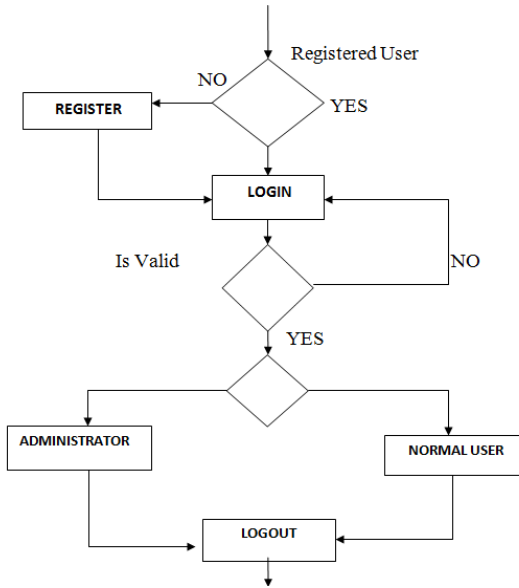 Registered User
NO
YES
REGISTER
LOGIN
Is Valid
NO
YES
ADMINISTRATOR
NORMAL USER
LOGOUT